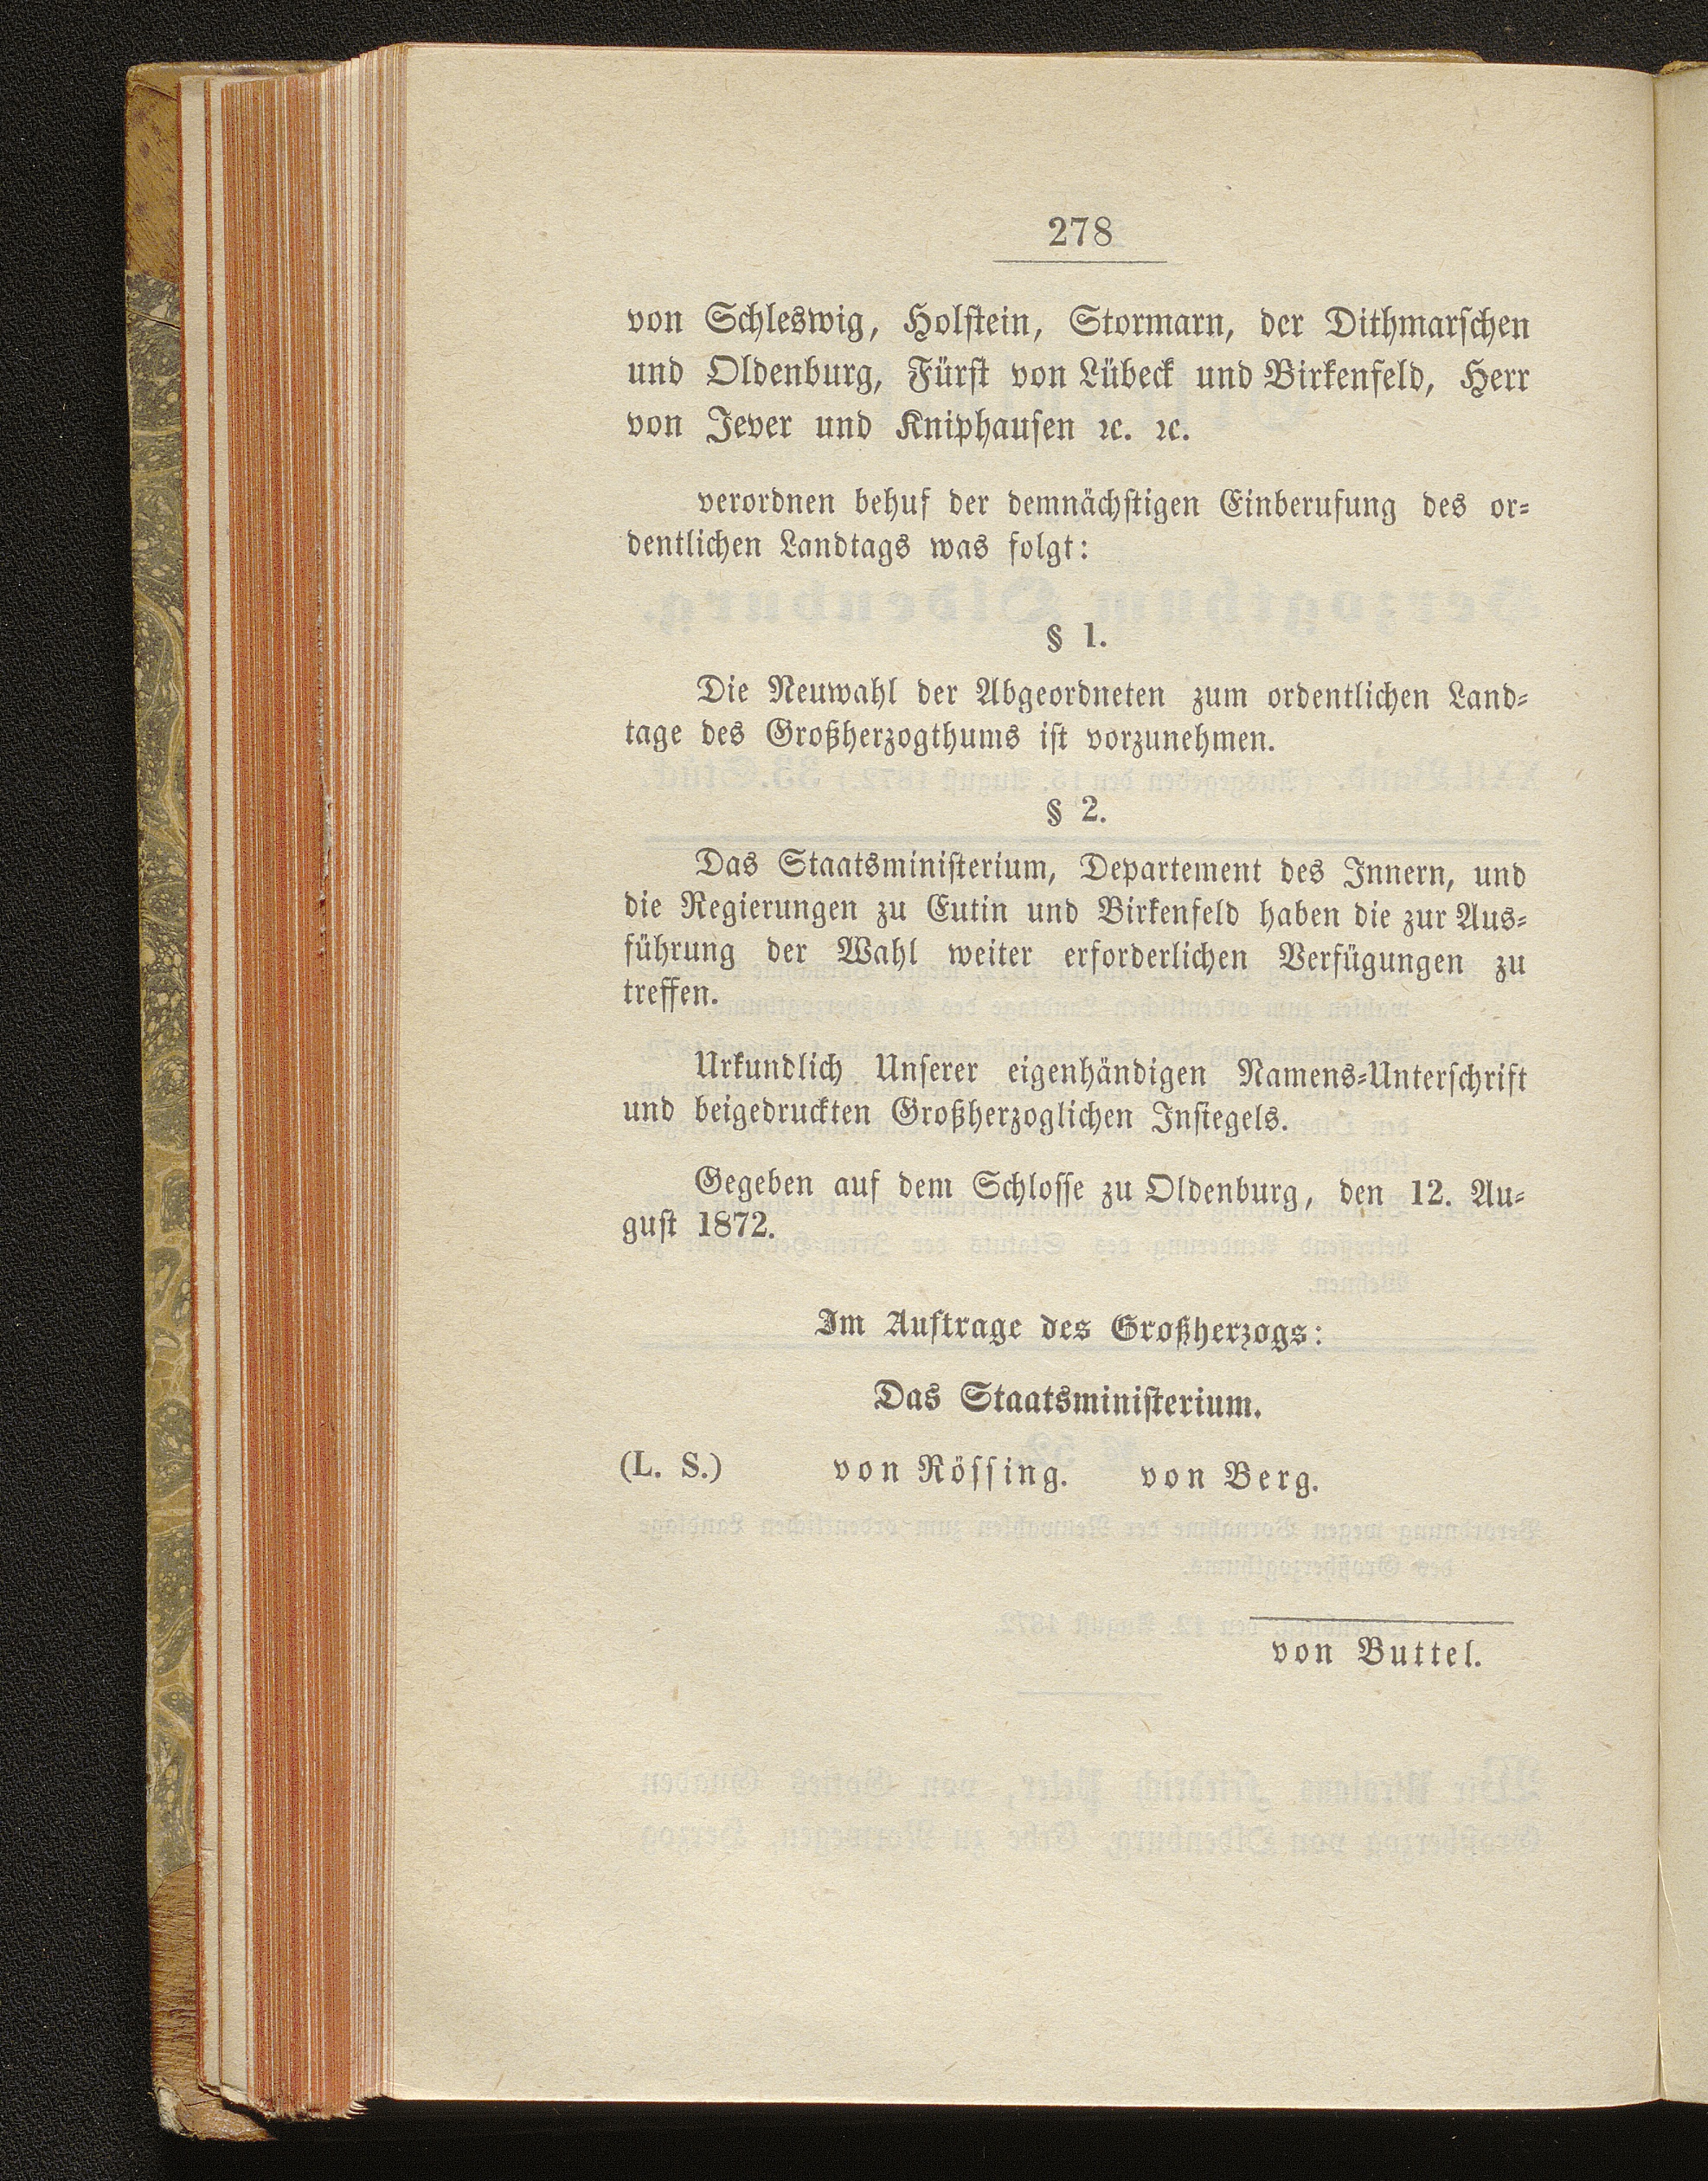 278
von Schleswig, Holstein, Stormarn, der Dithmarschen
und Oldenburg, Fürst von Lübeck und Birkenfeld, Herr
von Jever und Kniphausen ꝛc. ꝛc.
verordnen behuf der demnächstigen Einberufung des or-
dentlichen Landtags was folgt:
§ 1.
Die Neuwahl der Abgeordneten zum ordentlichen Land-
tage des Großherzogthums ist vorzunehmen.
§ 2.
Das Staatsministerium, Departement des Innern, und
die Regierungen zu Eutin und Birkenfeld haben die zur Aus-
führung der Wahl weiter erforderlichen Verfügungen zu
treffen.
Urkundlich Unserer eigenhändigen Namens-Unterschrift
und beigedruckten Großherzoglichen Insiegels.
Gegeben auf dem Schlosse zu Oldenburg, den 12. Au-
gust 1872.
Im Auftrage des Großherzogs:
Das Staatsministerium.
(L. S.) von Rössing. von Berg.
von Buttel.